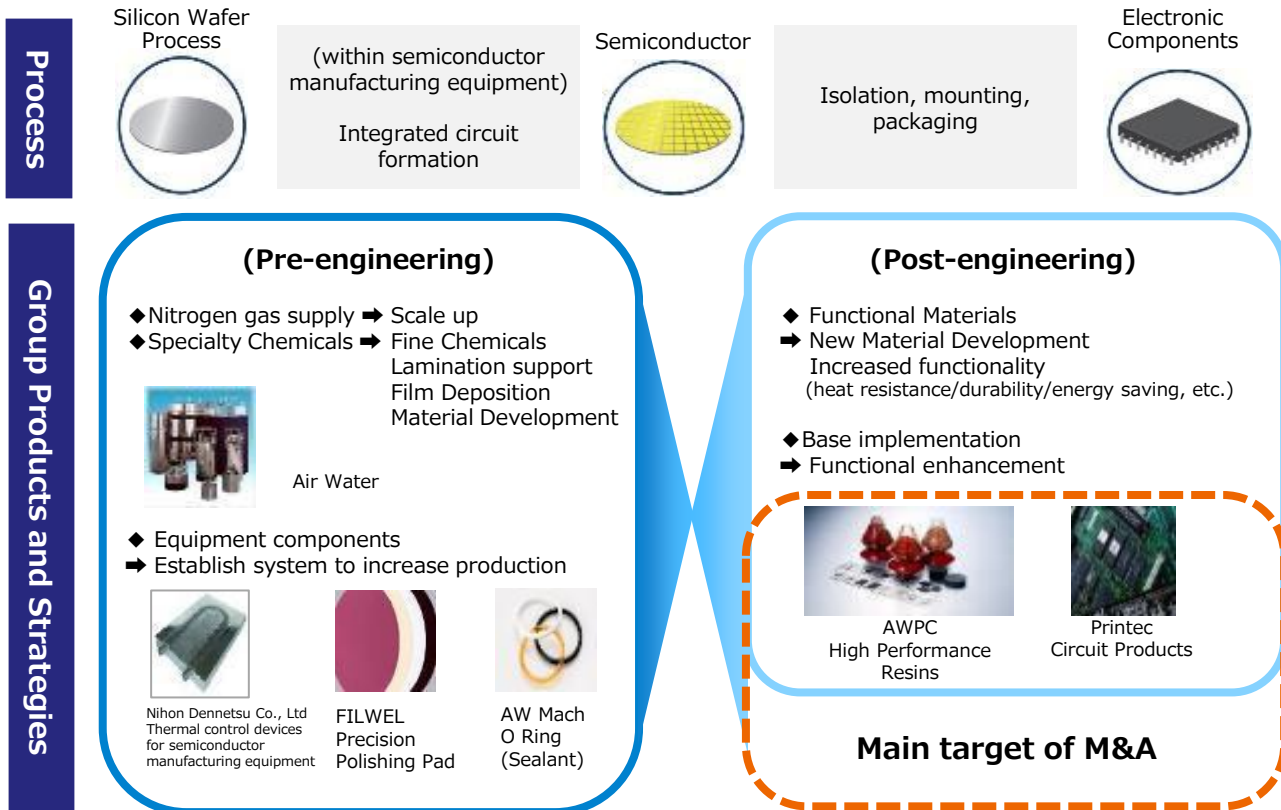 Process
Silicon Wafer
Process
(within semiconductor
manufacturing equipment)
Integrated circuit
formation
Semiconductor
Isolation, mounting,
packaging
Electronic
Components
Group Products and Strategies
(Pre-engineering)
◆Nitrogen gas supply ➡ Scale up
◆Specialty Chemicals ➡ Fine Chemicals
Lamination support
Film Deposition
Material Development
Air Water
◆ Equipment components
➡ Establish system to increase production
Nihon Dennetsu Co., Ltd
Thermal control devices
for semiconductor
manufacturing equipment
FILWEL
Precision
Polishing Pad
AW Mach
O Ring
(Sealant)
(Post-engineering)
◆ Functional Materials
➡ New Material Development
Increased functionality
(heat resistance/durability/energy saving, etc.)
◆Base implementation
➡ Functional enhancement
AWPC
High Performance
Resins
Printec
Circuit Products
Main target of M&A